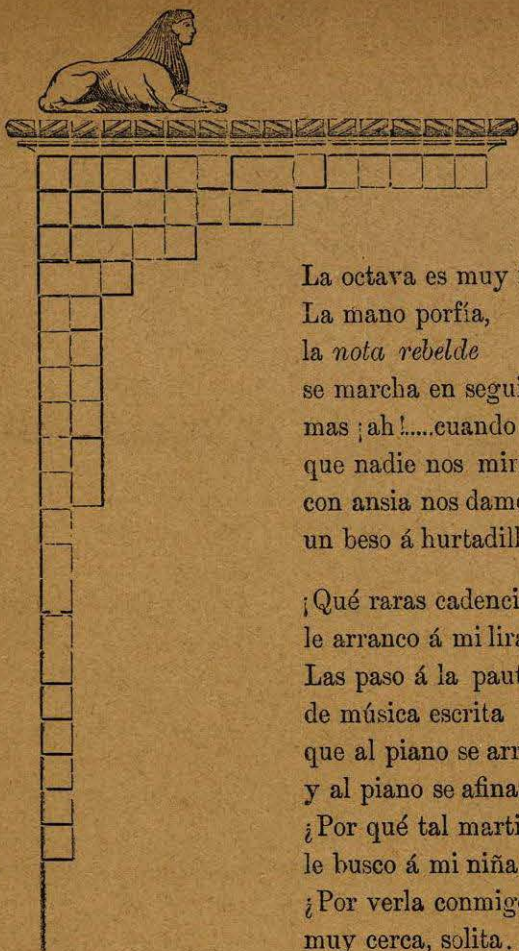 La octava es muy
La mano porfía,
la nota rebelde
se marcha en segui
mas ¡ah!.....cuando
que nadie nos mir
con ansia nos dam
un beso á hurtadill
¡Qué raras cadenci
le arranco á mi lira
Las paso á la paut
de música escrita
que al piano se arr
y al piano se afina
¿Por qué tal marti
le busco á mi niña
¿Por verla conmig
muy cerca, solita.